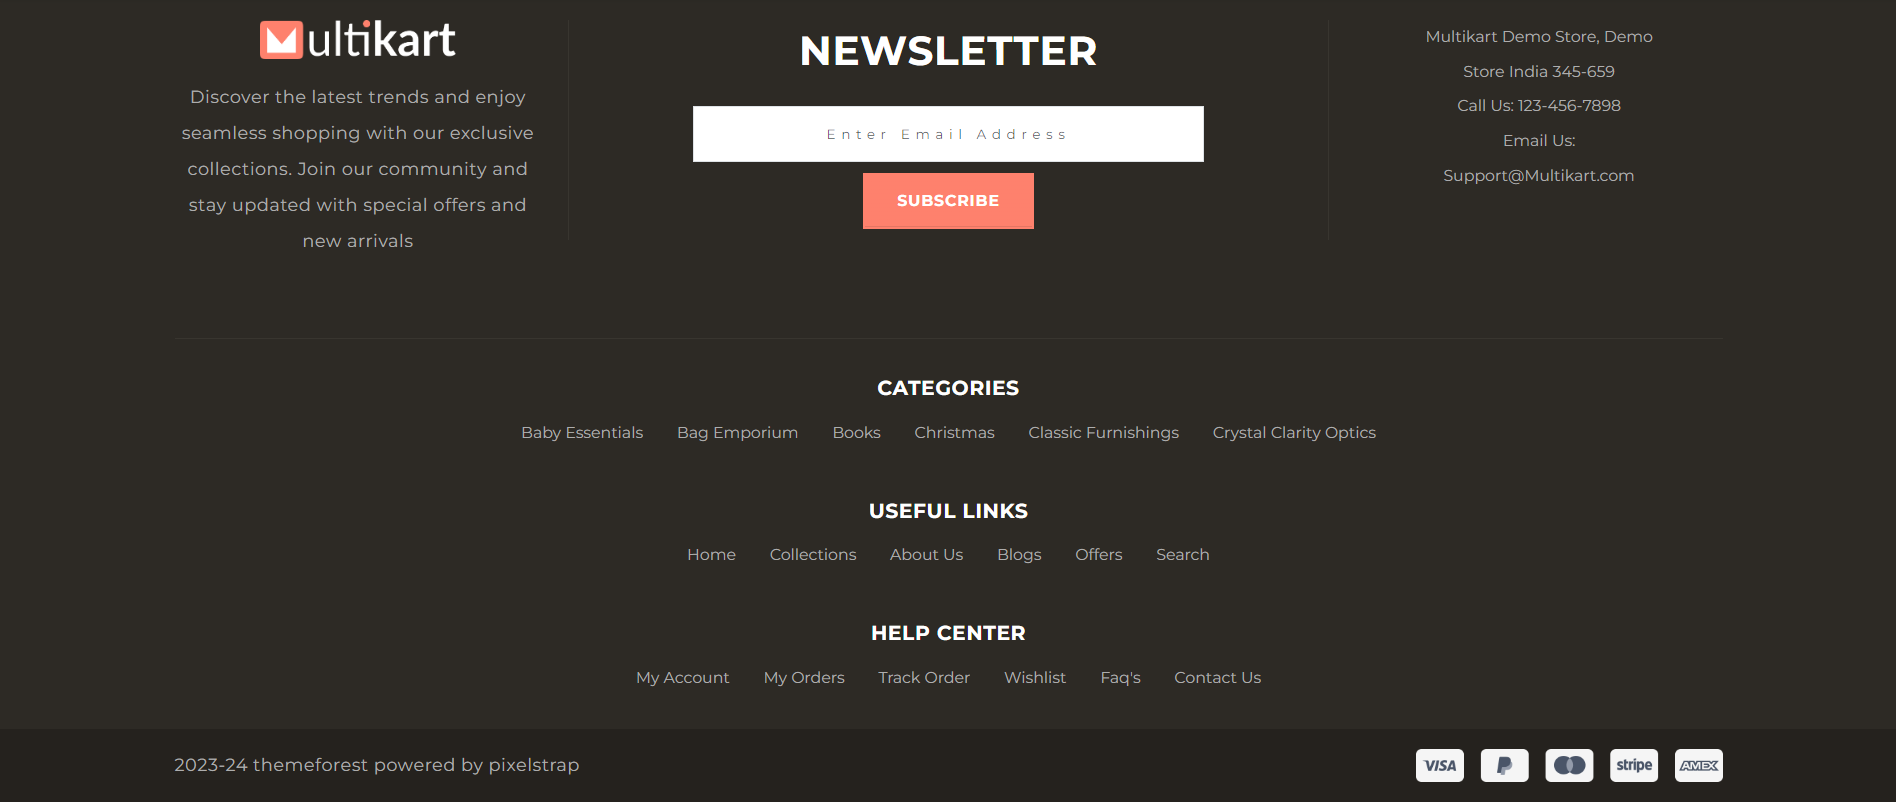 Multikart
Discover the latest trends and enjoy
seamless shopping with our exclusive
collections. Join our community and
stay updated with special offers and
new arrivals
NEWSLETTER
Enter Email Address
SUBSCRIBE
Multikart Demo Store, Demo
Store India 345-659
Call Us: 123-456-7898
Email Us:
Support@Multikart.com
CATEGORIES
Baby Essentials Bag Emporium Books Christmas Classic Furnishings Crystal Clarity Optics
USEFUL LINKS
Home Collections About Us Blogs Offers Search
HELP CENTER
My Account My Orders Track Order Wishlist Faq's Contact Us
2023-24 themeforest powered by pixelstrap
VISA stripe AMEX